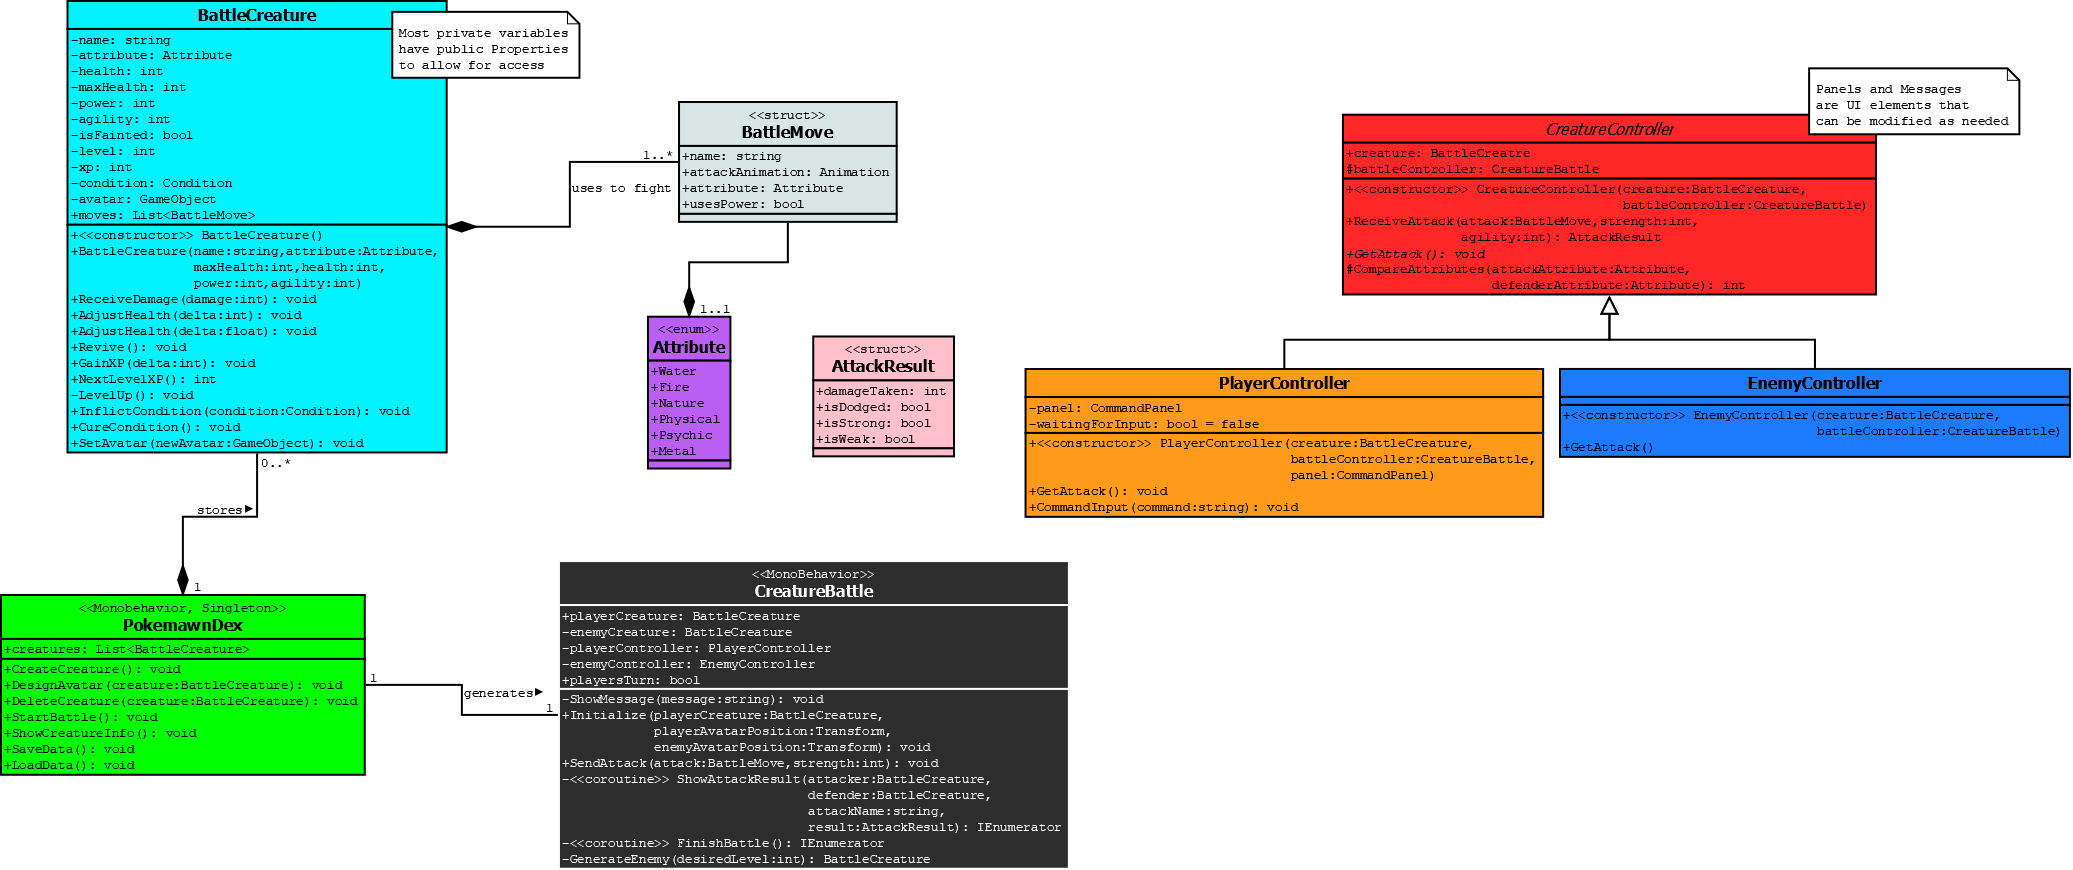 BattleCreature
-name: string
-attribute: Attribute
-health: int
-maxHealth: int
-power: int
-agility: int
-isFainted: bool
-level: int
-xp: int
-condition: Condition
-avatar: GameObject
+moves: List<BattleMove>
+<<constructor>> BattleCreature()
+BattleCreature(name:string,attribute:Attribute,
maxHealth:int,health:int,
power:int,agility:int)
+ReceiveDamage(damage:int): void
+AdjustHealth(delta:int): void
+AdjustHealth(delta:float): void
+Revive(): void
+GainXP(delta:int): void
+NextLevelXP(): int
-LevelUp(): void
+InflictCondition(condition:Condition): void
+CureCondition(): void
+SetAvatar(newAvatar:GameObject): void
Most private variables
have public Properties
to allow for access
1..*
uses to fight
<<struct>>
BattleMove
+name: string
+attackAnimation: Animation
+attribute: Attribute
+usesPower: bool
1..1
<<enum>>
Attribute
+Water
+Fire
+Nature
+Physical
+Psychic
+Metal
<<struct>>
AttackResult
+damageTaken: int
+isDodged: bool
+isStrong: bool
+isWeak: bool
Panels and Messages
are UI elements that
can be modified as needed
CreatureController
+creature: BattleCreatre
#battleController: CreatureBattle
+<<constructor>> CreatureController(creature:BattleCreature,
battleController:CreatureBattle)
+ReceiveAttack(attack:BattleMove,strength:int,
agility:int): AttackResult
+GetAttack(): void
#CompareAttributes(attackAttribute:Attribute,
defenderAttribute:Attribute): int
PlayerController
-panel: CommandPanel
-waitingForInput: bool = false
+<<constructor>> PlayerController(creature:BattleCreature,
battleController:CreatureBattle,
panel:CommandPanel)
+GetAttack(): void
+CommandInput(command:string): void
EnemyController
+<<constructor>> EnemyController(creature:BattleCreature,
battleController:CreatureBattle)
+GetAttack()
0..*
stores
1
<<Monobehavior, Singleton>>
PokemawnDex
+creatures: List<BattleCreature>
+CreateCreature(): void
+DesignAvatar(creature:BattleCreature): void
+DeleteCreature(creature:BattleCreature): void
+StartBattle(): void
+ShowCreatureInfo(): void
+SaveData(): void
+LoadData(): void
1
generates
1
<<MonoBehavior>>
CreatureBattle
+playerCreature: BattleCreature
-enemyCreature: BattleCreature
-playerController: PlayerController
-enemyController: EnemyController
+playersTurn: bool
-ShowMessage(message:string): void
+Initialize(playerCreature:BattleCreature,
playerAvatarPosition:Transform,
enemyAvatarPosition:Transform): void
+SendAttack(attack:BattleMove,strength:int): void
-<<coroutine>> ShowAttackResult(attacker:BattleCreature,
defender:BattleCreature,
attackName:string,
result:AttackResult): IEnumerator
-<<coroutine>> FinishBattle(): IEnumerator
-GenerateEnemy(desiredLevel:int): BattleCreature